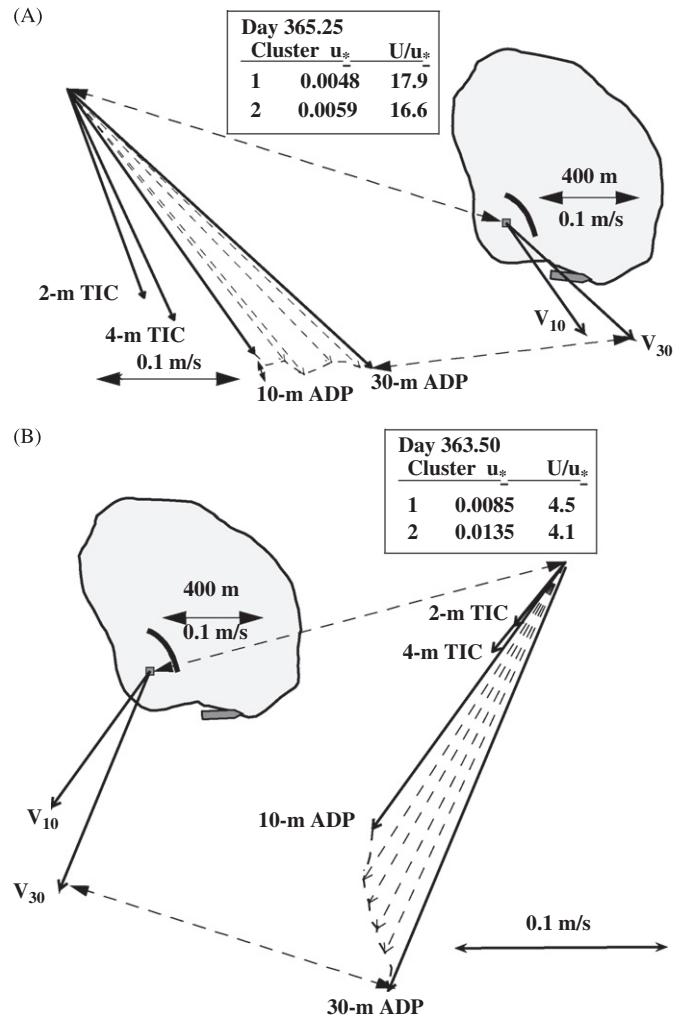 (A)
Day 365.25
Cluster u* U/u*
1 0.0048 17.9
2 0.0059 16.6
400 m
0.1 m/s
2-m TIC
4-m TIC
0.1 m/s
10-m ADP
30-m ADP
V10
V30
(B)
Day 363.50
Cluster u* U/u*
1 0.0085 4.5
2 0.0135 4.1
400 m
0.1 m/s
2-m TIC
4-m TIC
10-m ADP
V10
V30
0.1 m/s
30-m ADP